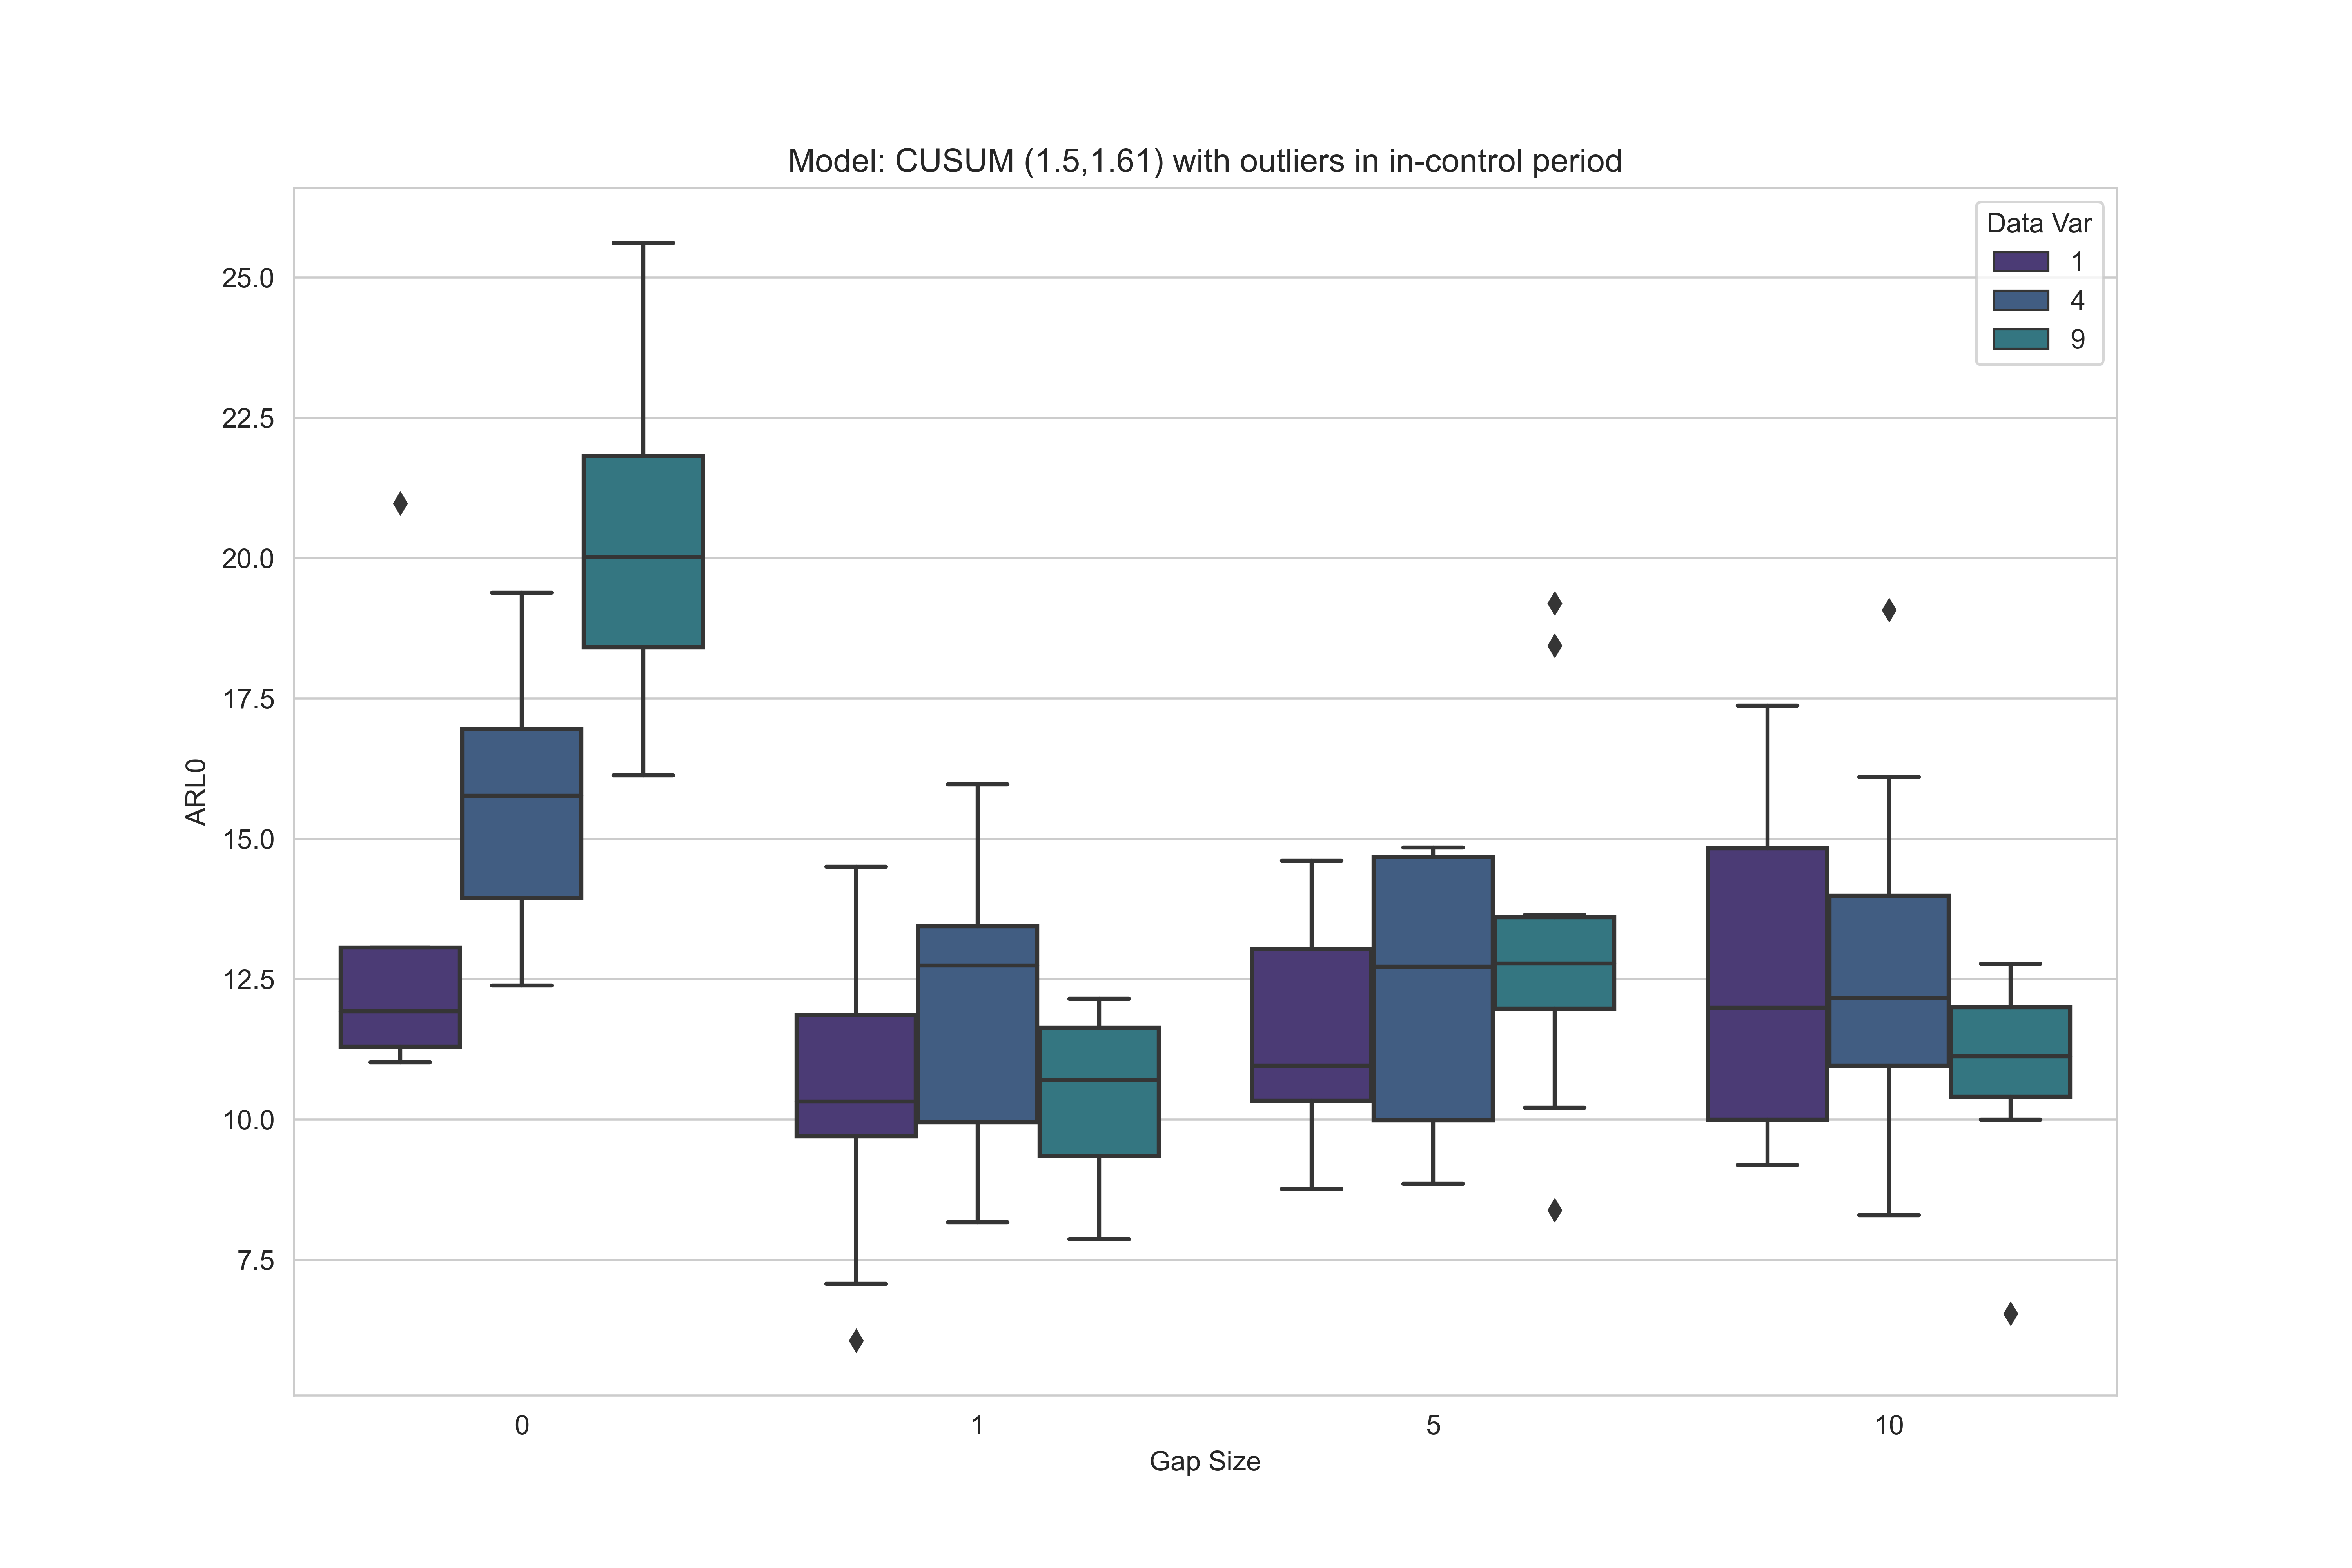 Model: CUSUM (1.5,1.61) with outliers in in-control period
Data Var
1
4
9
25.0
22.5
20.0
17.5
15.0
12.5
10.0
7.5
ARL0
0 1 5 10
Gap Size